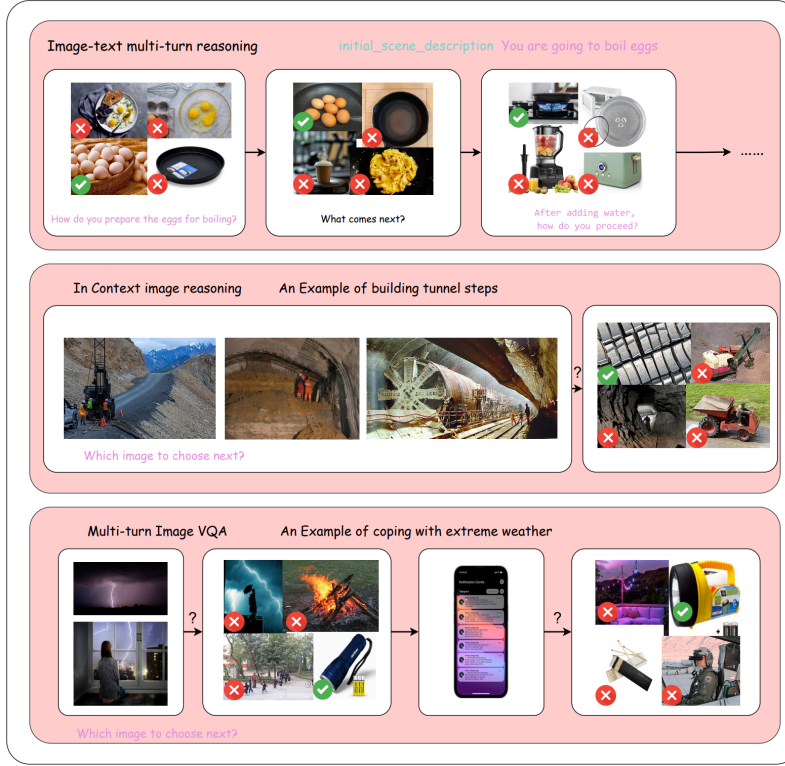 Image-text multi-turn reasoning
initial_scene_description You are going to boil eggs
How do you prepare the eggs for boiling?
What comes next?
After adding water,
how do you proceed?
......
In Context image reasoning
An Example of building tunnel steps
?
Which image to choose next?
Multi-turn Image VQA
An Example of coping with extreme weather
?
Notification Centre
?
Which image to choose next?